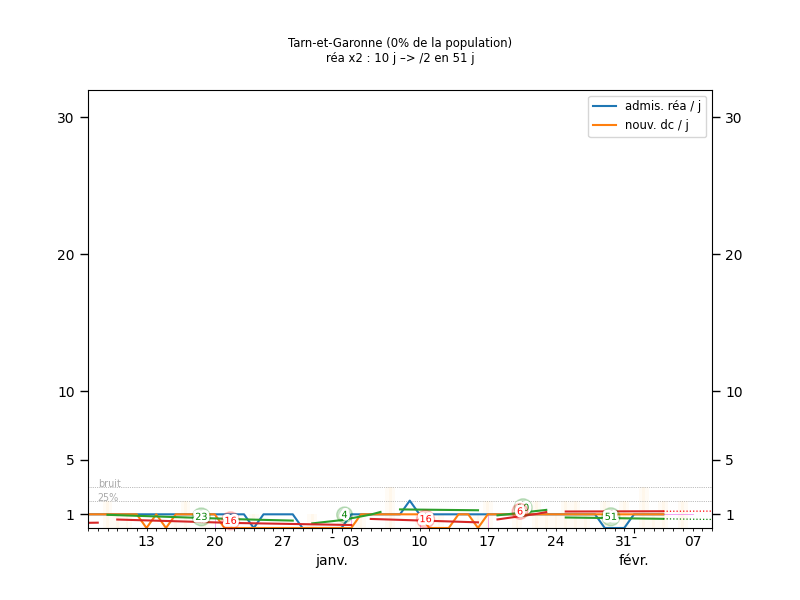 Tarn-et-Garonne (0% de la population)
réa x2 : 10 j –> /2 en 51 j
admis. réa / j
nouv. dc / j
30 30
20 20
10 10
5 5
bruit
25%
1 1
23 16 4 16 6 51
13 20 27 - 03 10 17 24 31- 07
janv. févr.